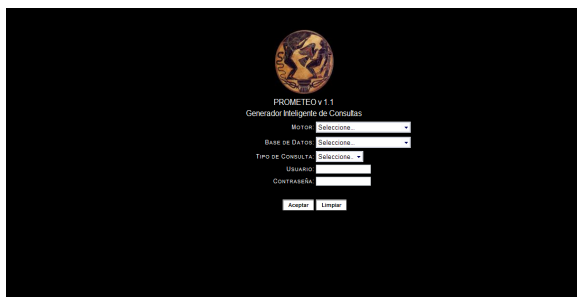 PROMETEO v 1.1
Generador Inteligente de Consultas
MOTOR Seleccione..
BASE DE DATOS Seleccione..
TIPO DE CONSULTA Seleccione..
USUARIO
CONTRASEÑA
Aceptar Limpiar